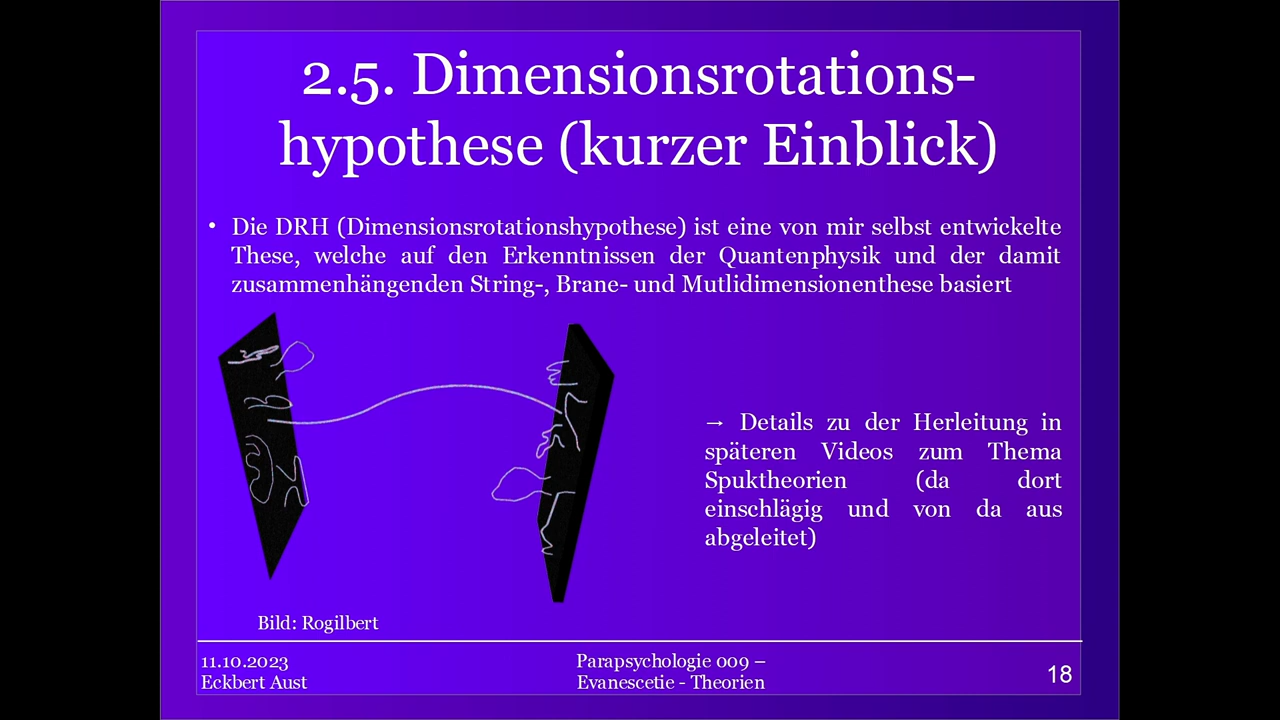 2.5. Dimensionsrotations-
hypothese (kurzer Einblick)
• Die DRH (Dimensionsrotationshypothese) ist eine von mir selbst entwickelte
These, welche auf den Erkenntnissen der Quantenphysik und der damit
zusammenhängenden String-, Brane- und Mutlidimensionenthese basiert
→ Details zu der Herleitung in
späteren Videos zum Thema
Spuktheorien (da dort
einschlägig und von da aus
abgeleitet)
Bild: Rogilbert
11.10.2023
Eckbert Aust
Parapsychologie 009 –
Evanescetie - Theorien
18